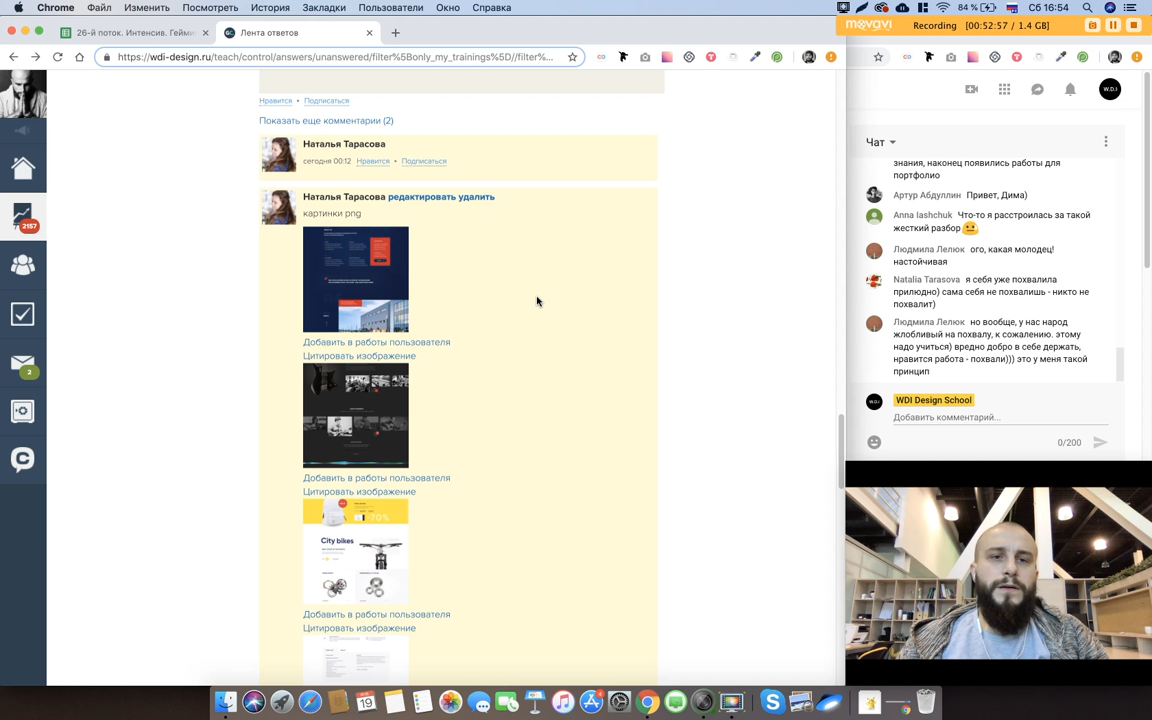 Chrome Файл Изменить Посмотреть История Закладки Пользователи Окно Справка
84 %
Сб 16:54
movavi
Recording [00:52:57 / 1.4 GB]
26-й поток. Интенсив. Гейми
Лента ответов
https://wdi-design.ru/teach/control/answers/unanswered/filter%5Bonly_my_trainings%5D//filter%...
Нравится • Подписаться
Показать еще комментарии (2)
Наталья Тарасова
сегодня 00:12 Нравится • Подписаться
Наталья Тарасова редактировать удалить
картинки png
Добавить в работы пользователя
Цитировать изображение
Добавить в работы пользователя
Цитировать изображение
-70%
City bikes
Добавить в работы пользователя
Цитировать изображение
2157
2
W.D.I
Чат
знания, наконец появились работы для
портфолио
Артур Абдуллин Привет, Дима)
Anna Iashchuk Что-то я расстроилась за такой
жесткий разбор
Людмила Лелюк ого, какая молодец!
настойчивая
Natalia Tarasova я себя уже похвалила
прилюдно) сама себя не похвалишь - никто не
похвалит)
Людмила Лелюк но вообще, у нас народ
жлобливый на похвалу, к сожалению. этому
надо учиться) вредно добро в себе держать,
нравится работа - похвали))) это у меня такой
принцип
W.D.I
WDI Design School
Добавить комментарий...
0/200
19